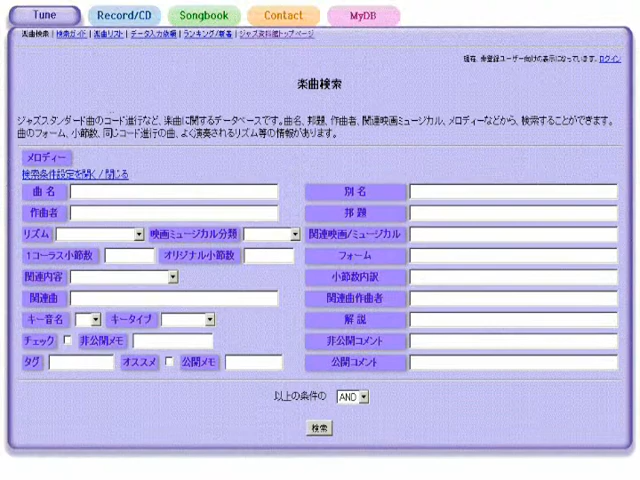 Tune Record/CD Songbook Contact MyDB
楽曲検索 | 検索ガイド | 楽曲リスト | データ入力依頼 | ランキング/新着 | ジャズ資料館トップページ
現在、未登録ユーザー向けの表示になっています。ログイン
楽曲検索
ジャズスタンダード曲のコード進行など、楽曲に関するデータベースです。曲名、邦題、作曲者、関連映画ミュージカル、メロディーなどから、検索することができます。
曲のフォーム、小節数、同じコード進行の曲、よく演奏されるリズム等の情報があります。
メロディー
検索条件設定を開く / 閉じる
曲 名 別 名
作曲者 邦 題
リズム 映画ミュージカル分類 関連映画/ミュージカル
1コーラス小節数 オリジナル小節数 フォーム
関連内容 小節数内訳
関連曲 関連曲作曲者
キー音名 キータイプ 解 説
チェック 非公開メモ 非公開コメント
タグ オススメ 公開メモ 公開コメント
以上の条件の AND
検索